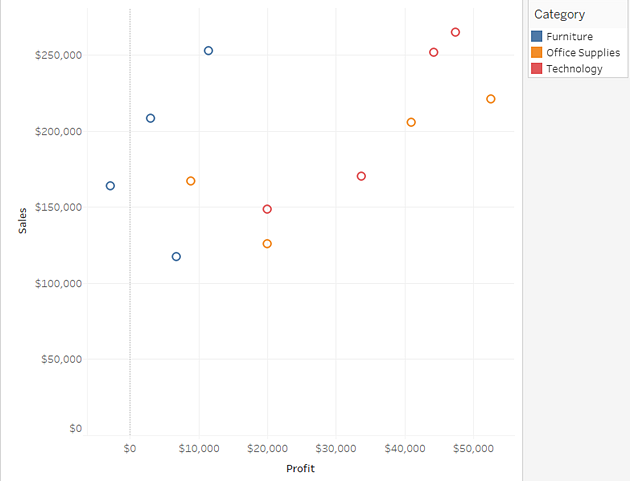 Category
Furniture
Office Supplies
Technology
$250,000
$200,000
$150,000
$100,000
$50,000
$0
Sales
$0 $10,000 $20,000 $30,000 $40,000 $50,000
Profit